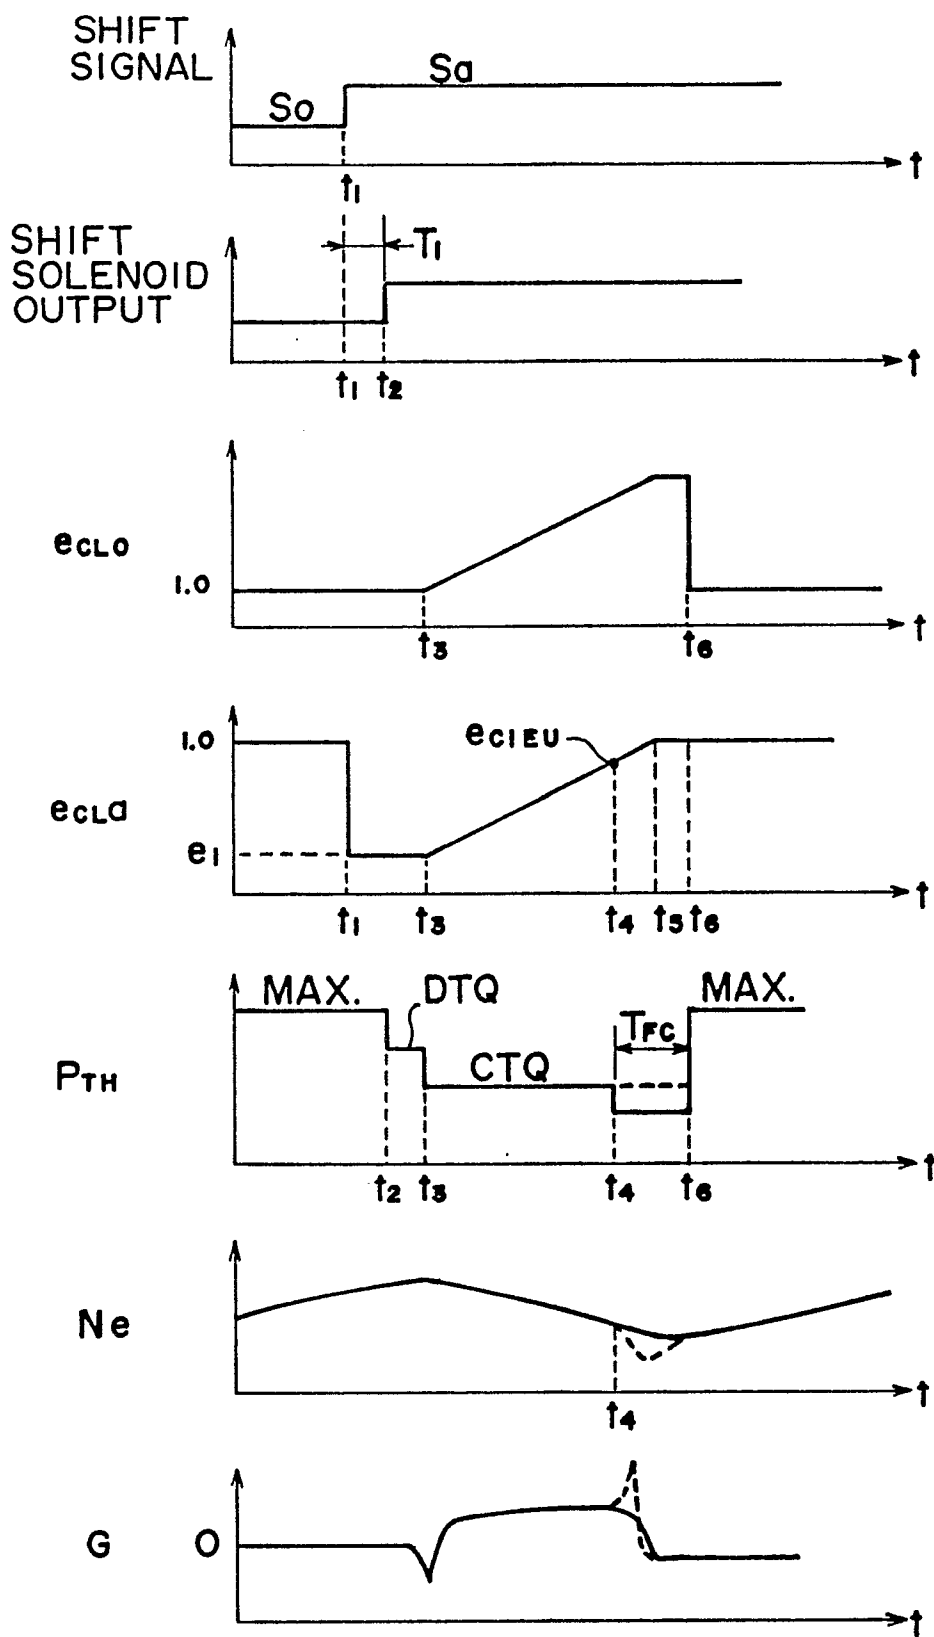 SHIFT
SIGNAL
So
Sa
t
t1
SHIFT
SOLENOID
OUTPUT
T1
t
t1 t2
eCLO
1.0
t
t3 t6
eCLa
1.0
eCIEU
e1
t
t1 t3 t4 t5 t6
PTH
MAX. DTQ MAX.
TFC
CTQ
t
t2 t3 t4 t6
Ne
t
t4
G O
t